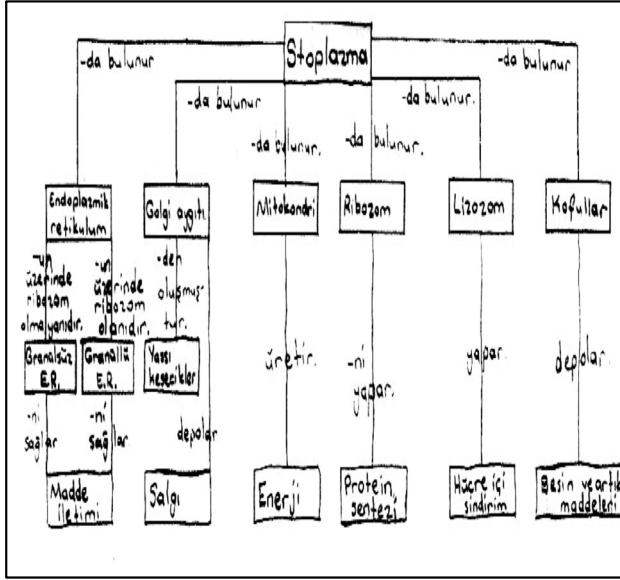 Stoplazma
-da bulunur
-da bulunur
-da bulunur
-da bulunur.
-da bulunur.
-da bulunur.
Endoplazmik
retikulum
Golgi aygıtı
Mitokondri
Ribozom
Lizozom
Kofullar
-un
üzerinde
ribozom
olmayanıdır.
-un
üzerinde
ribozom
olanıdır.
-den
oluşmuş-
tur.
Granülsüz
E.R.
Granüllü
E.R.
Yassı
kesecikler
üretir.
-ni
yapar.
yapar.
depolar.
-ni
sağlar
-ni
sağlar
depolar
Madde
iletimi
Salgı
Enerji
Protein
sentezi
Hücre içi
sindirim
Besin ve artık
maddeleri